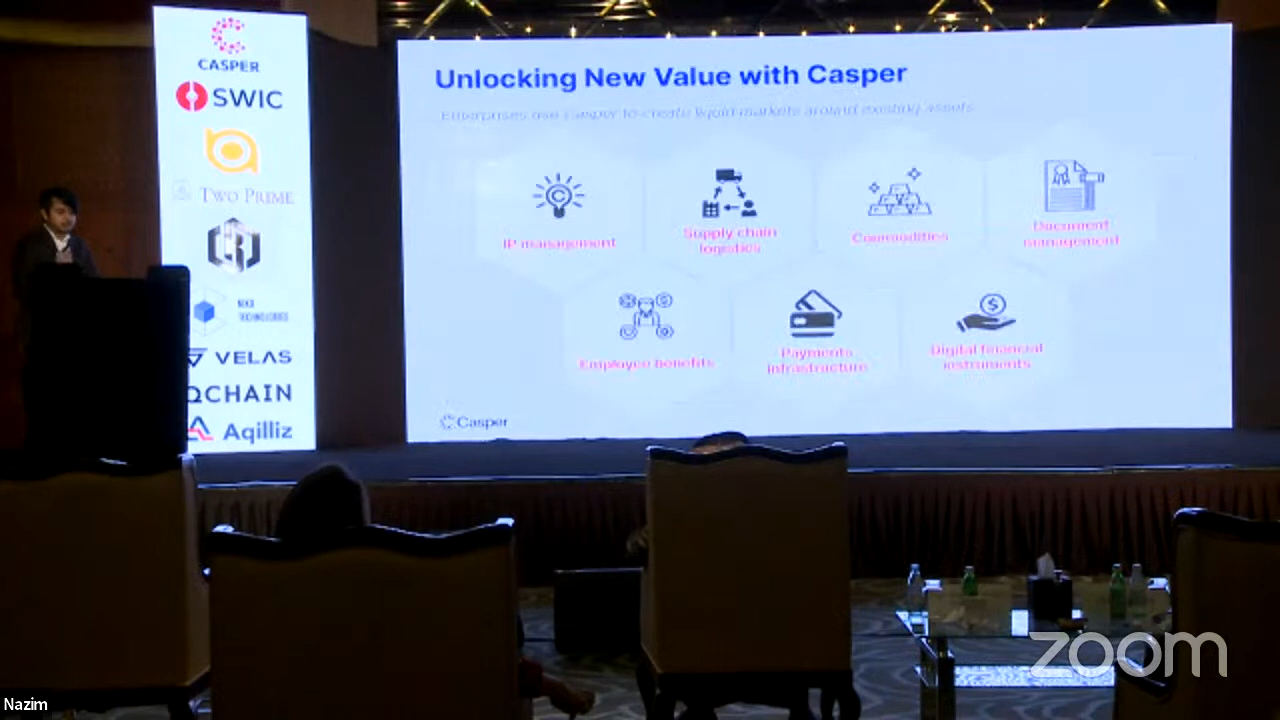 CASPER
SWIC
TWO PRIME
VELAS
QCHAIN
Aqilliz
Unlocking New Value with Casper
Enterprises use Casper to create liquid markets around existing assets
IP management
Supply chain
logistics
Commodities
Document
management
Employee benefits
Payments
infrastructure
Digital financial
instruments
Casper
zoom
Nazim